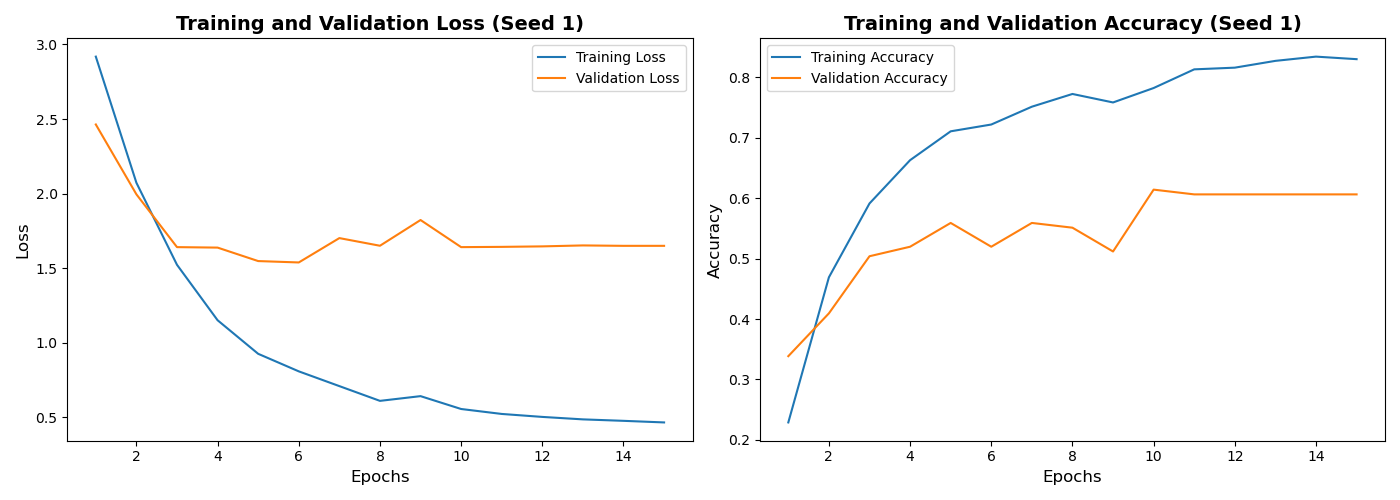 Training and Validation Loss (Seed 1)
Training Loss
Validation Loss
3.0
2.5
2.0
1.5
1.0
0.5
Loss
2 4 6 8 10 12 14
Epochs
Training and Validation Accuracy (Seed 1)
Training Accuracy
Validation Accuracy
0.8
0.7
0.6
0.5
0.4
0.3
0.2
Accuracy
2 4 6 8 10 12 14
Epochs